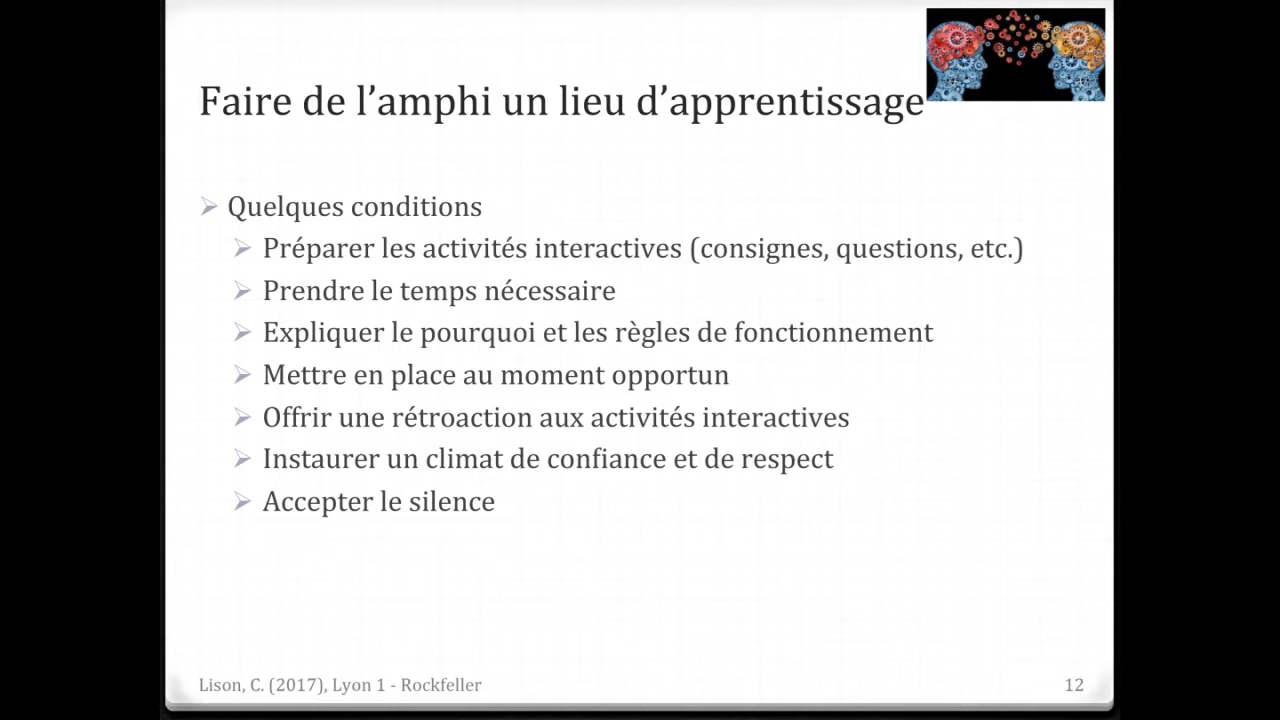 Faire de l’amphi un lieu d’apprentissage
Quelques conditions
Préparer les activités interactives (consignes, questions, etc.)
Prendre le temps nécessaire
Expliquer le pourquoi et les règles de fonctionnement
Mettre en place au moment opportun
Offrir une rétroaction aux activités interactives
Instaurer un climat de confiance et de respect
Accepter le silence
Lison, C. (2017), Lyon 1 - Rockfeller
12